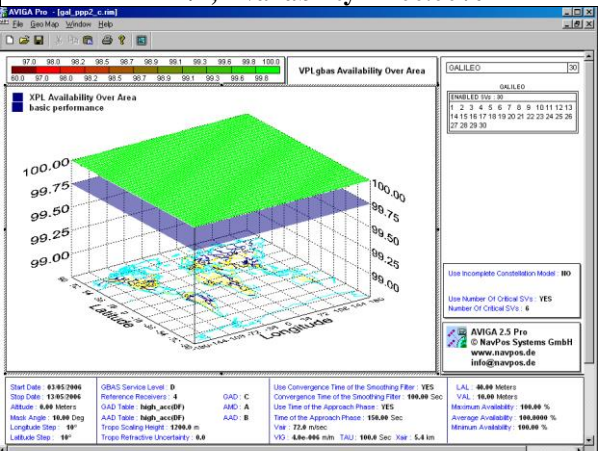 AVIGA Pro - [gal_ppp2_c.rim]
File Geo Map Window Help
97.0 98.0 98.2 98.5 98.7 98.9 99.1 99.3 99.6 99.8 100.0
60.0 97.0 98.0 98.2 98.5 98.7 98.9 99.1 99.3 99.6 99.8
VPLgbas Availability Over Area
GALILEO 30
XPL Availability Over Area
basic performance
GALILEO
ENABLED SVs : 30
1 2 3 4 5 6 7 8 9 10 11 12 13
14 15 16 17 18 19 20 21 22 23 24 25 26
27 28 29 30
100.00
99.75
99.50
99.25
99.00
100.00
99.75
99.50
99.25
99.00
Latitude
Longitude
Use Incomplete Constellation Model : NO
Use Number Of Critical SVs : YES
Number Of Critical SVs : 6
AVIGA 2.5 Pro
© NavPos Systems GmbH
www.navpos.de
info@navpos.de
Start Date : 03/05/2006
Stop Date : 13/05/2006
Altitude : 0.00 Meters
Mask Angle : 10.00 Deg
Longitude Step : 10°
Latitude Step : 10°
GBAS Service Level : D
Reference Receivers : 4 GAD : C
GAD Table : high_acc(DF) AMD : A
AAD Table : high_acc(DF) AAD : B
Tropo Scaling Height : 1200.0 m
Tropo Refractive Uncertainty : 0.0
Use Convergence Time of the Smoothing Filter : YES
Convergence Time of the Smoothing Filter : 100.00 Sec
Use Time of the Approach Phase : YES
Vair : 72.0 m/sec
VIG : 4.0e-006 m/m TAU : 100.0 Sec Xair : 5.4 km
LAL : 40.00 Meters
VAL : 10.00 Meters
Maximum Availability : 100.00 %
Average Availability : 100.0000 %
Minimum Availability : 100.00 %